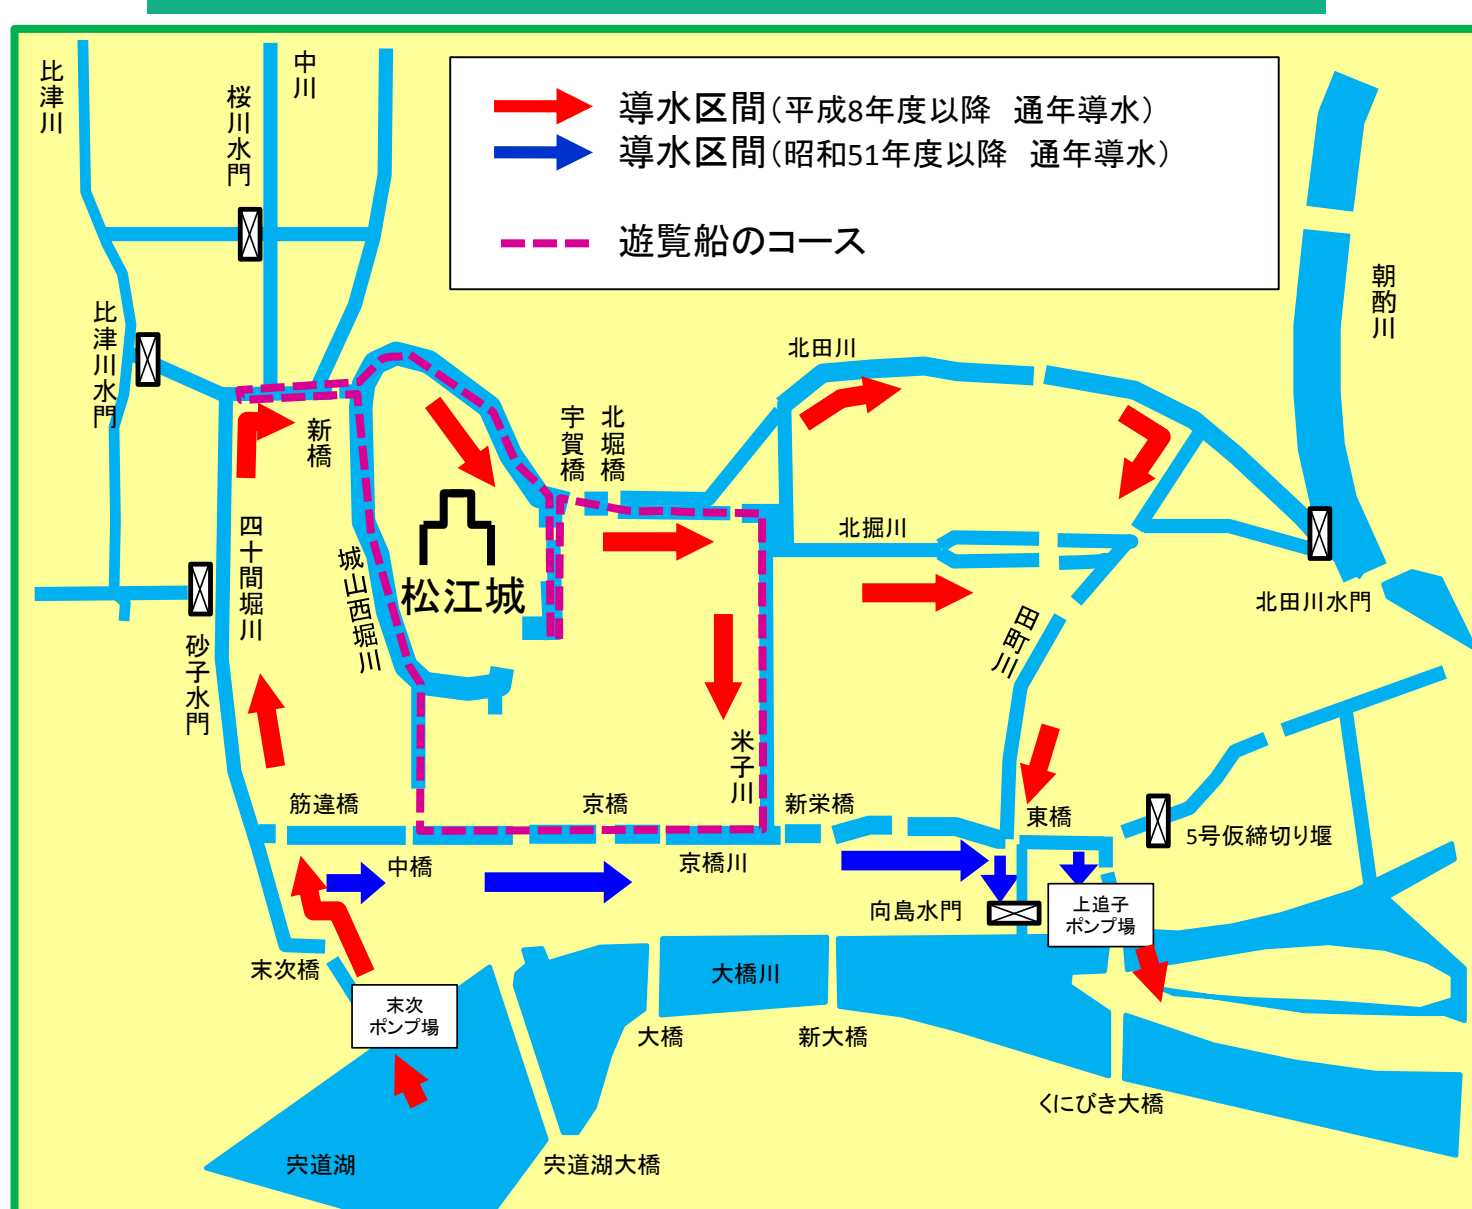 比津川
桜川水門
中川
導水区間(平成8年度以降 通年導水)
導水区間(昭和51年度以降 通年導水)
遊覧船のコース
朝酌川
比津川水門
新橋
北田川
宇賀橋
北堀橋
四十間堀川
城山西堀川
松江城
北掘川
北田川水門
砂子水門
田町川
米子川
筋違橋
京橋
新栄橋
東橋
5号仮締切り堰
中橋
京橋川
向島水門
上追子
ポンプ場
末次橋
大橋川
末次
ポンプ場
大橋
新大橋
くにびき大橋
宍道湖
宍道湖大橋